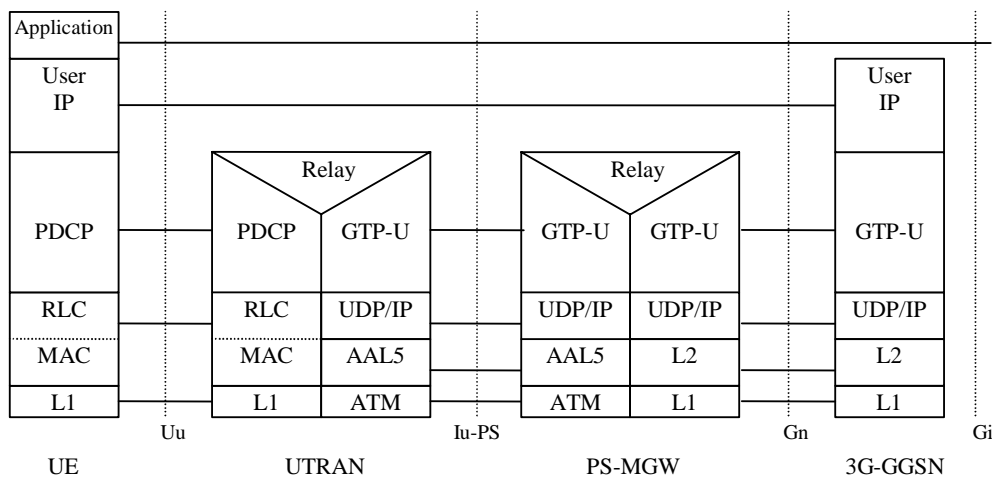 Application
User
IP
User
IP
Relay
Relay
PDCP
PDCP
GTP-U
GTP-U
GTP-U
GTP-U
RLC
RLC
UDP/IP
UDP/IP
UDP/IP
UDP/IP
MAC
MAC
AAL5
AAL5
L2
L2
L1
L1
ATM
ATM
L1
L1
Uu
Iu-PS
Gn
Gi
UE
UTRAN
PS-MGW
3G-GGSN